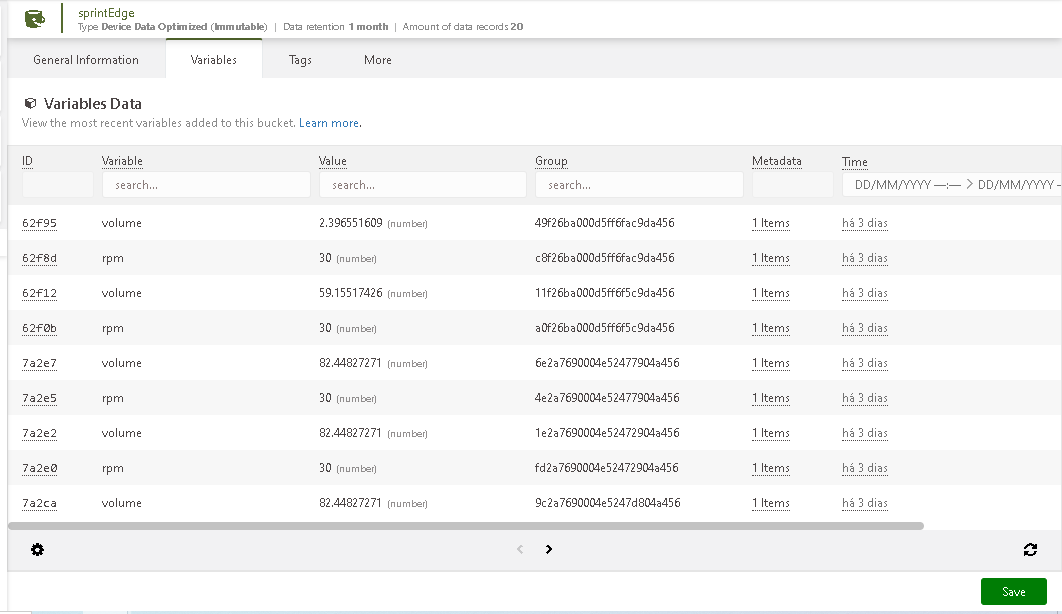 sprintEdge
Type Device Data Optimized (Immutable) | Data retention 1 month | Amount of data records 20
General Information Variables Tags More
Variables Data
View the most recent variables added to this bucket. Learn more.
ID Variable Value Group Metadata Time
search... search... search... DD/MM/YYYY —:— > DD/MM/YYYY –
62f95 volume 2.396551609 (number) 49f26ba000d5ff6fac9da456 1 Items há 3 dias
62f8d rpm 30 (number) c8f26ba000d5ff6fac9da456 1 Items há 3 dias
62f12 volume 59.15517426 (number) 11f26ba000d5ff6f5c9da456 1 Items há 3 dias
62f0b rpm 30 (number) a0f26ba000d5ff6f5c9da456 1 Items há 3 dias
7a2e7 volume 82.44827271 (number) 6e2a7690004e52477904a456 1 Items há 3 dias
7a2e5 rpm 30 (number) 4e2a7690004e52477904a456 1 Items há 3 dias
7a2e2 volume 82.44827271 (number) 1e2a7690004e52472904a456 1 Items há 3 dias
7a2e0 rpm 30 (number) fd2a7690004e52472904a456 1 Items há 3 dias
7a2ca volume 82.44827271 (number) 9c2a7690004e5247d804a456 1 Items há 3 dias
Save